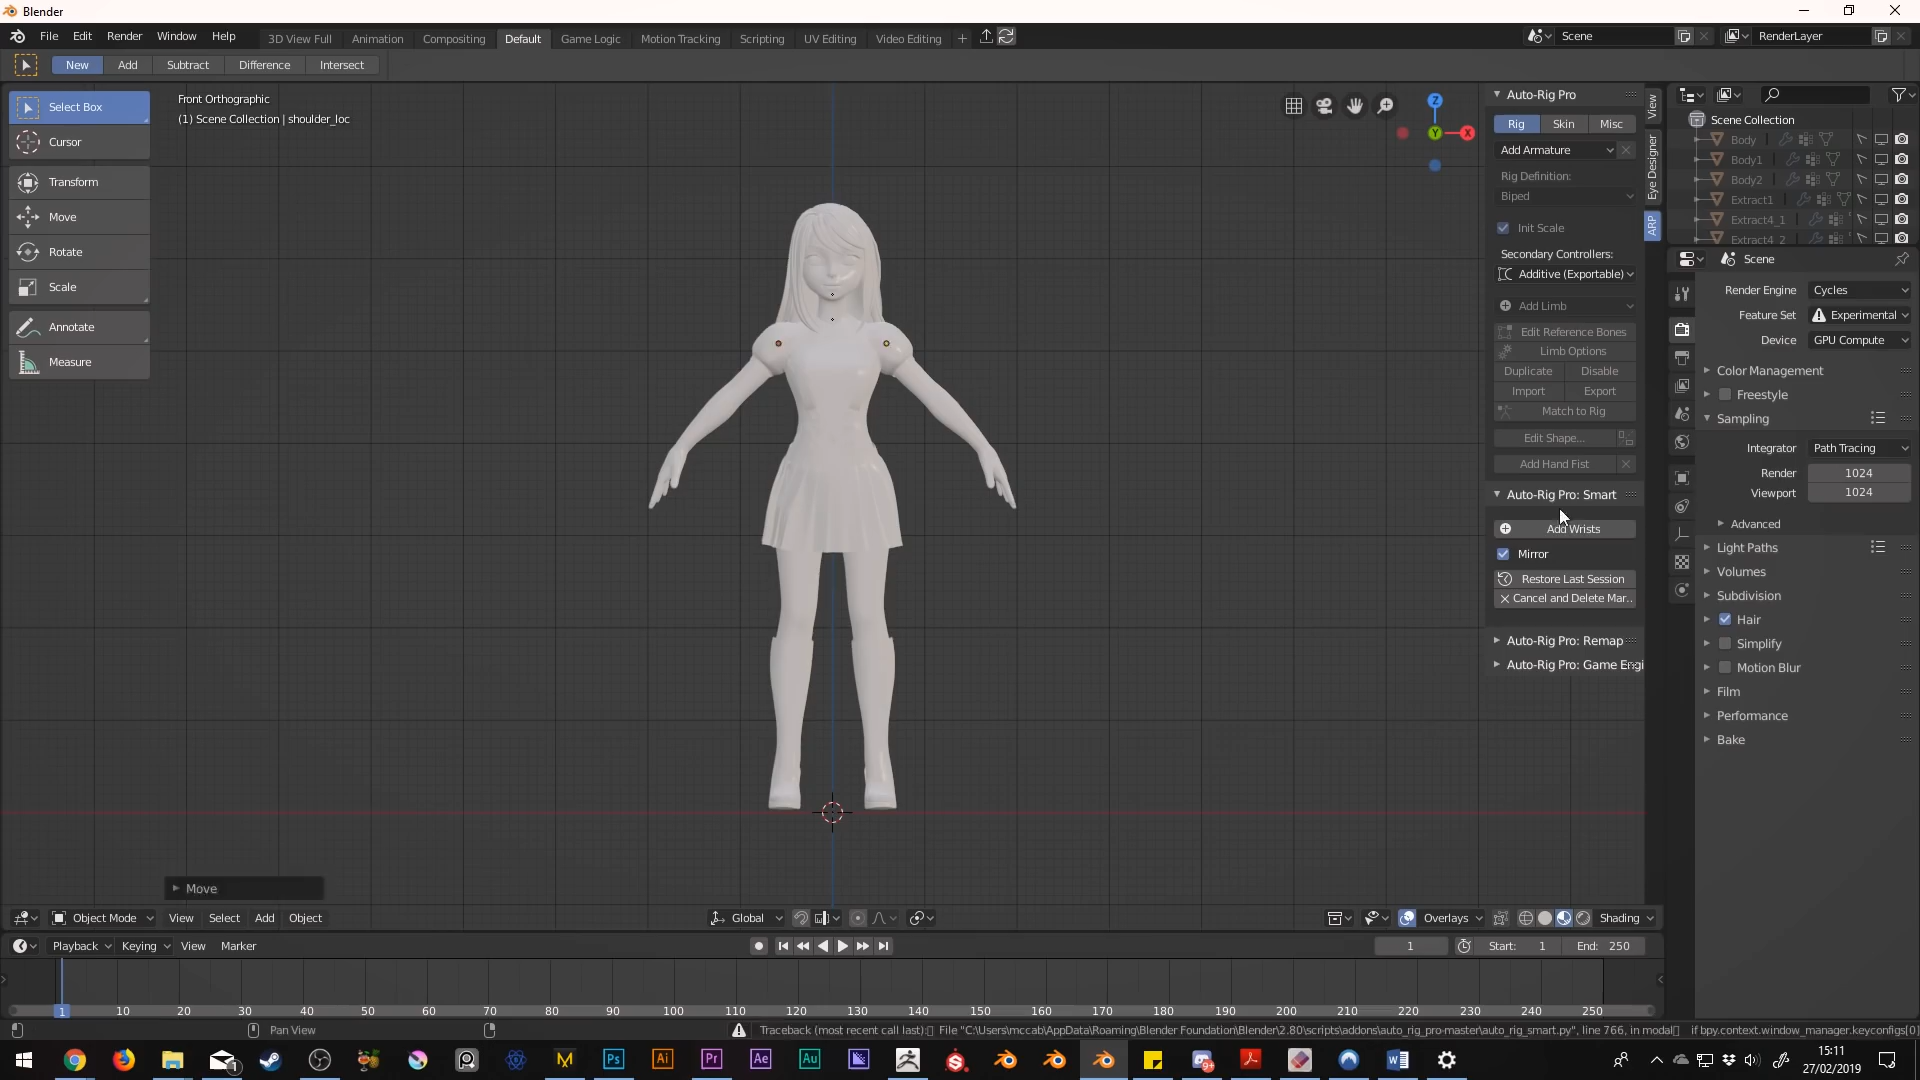 Blender
File Edit Render Window Help 3D View Full Animation Compositing Default Game Logic Motion Tracking Scripting UV Editing Video Editing Scene RenderLayer
New Add Subtract Difference Intersect
Select Box
Cursor
Transform
Move
Rotate
Scale
Annotate
Measure
Front Orthographic
(1) Scene Collection | shoulder_loc
Z
Y
X
Auto-Rig Pro
Rig Skin Misc
Add Armature
Rig Definition:
Biped
Init Scale
Secondary Controllers:
Additive (Exportable)
Add Limb
Edit Reference Bones
Limb Options
Duplicate Disable
Import Export
Match to Rig
Edit Shape...
Add Hand Fist
Auto-Rig Pro: Smart
Add Wrists
Mirror
Restore Last Session
Cancel and Delete Mar..
Auto-Rig Pro: Remap
Auto-Rig Pro: Game Engi
View
Eye Designer
ARP
Scene Collection
Body
Body1
Body2
Extract1
Extract4_1
Extract4_2
Scene
Render Engine Cycles
Feature Set Experimental
Device GPU Compute
Color Management
Freestyle
Sampling
Integrator Path Tracing
Render 1024
Viewport 1024
Advanced
Light Paths
Volumes
Subdivision
Hair
Simplify
Motion Blur
Film
Performance
Bake
Move
Object Mode View Select Add Object Global Overlays Shading
Playback Keying View Marker 1 Start: 1 End: 250
1 10 20 30 40 50 60 70 80 90 100 110 120 130 140 150 160 170 180 190 200 210 220 230 240 250
Pan View Traceback (most recent call last): File "C:\Users\mccab\AppData\Roaming\Blender Foundation\Blender\2.80\scripts\addons\auto_rig_pro-master\auto_rig_smart.py", line 766, in modal if bpy.context.window_manager.keyconfigs[0]
1 M Ps Ai Pr Ae Au 9+ W
15:11
27/02/2019